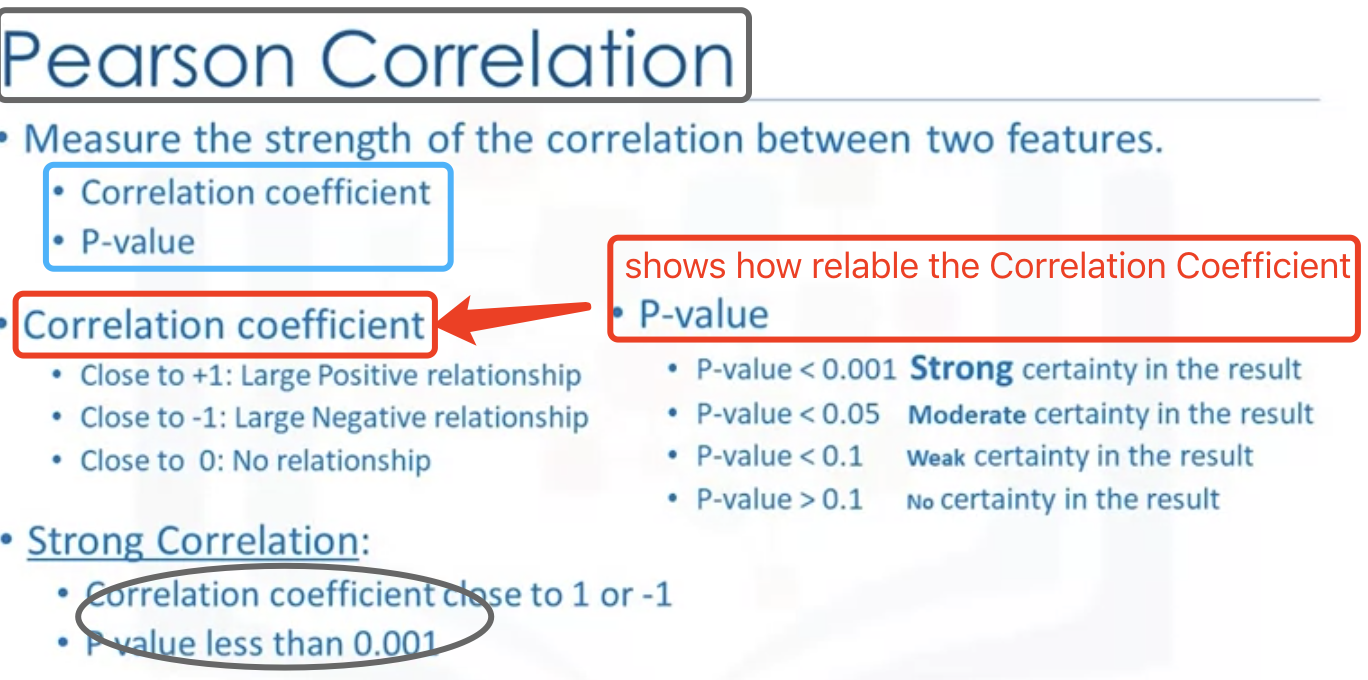 Pearson Correlation
• Measure the strength of the correlation between two features.
• Correlation coefficient
• P-value
• Correlation coefficient
• Close to +1: Large Positive relationship
• Close to -1: Large Negative relationship
• Close to 0: No relationship
shows how relable the Correlation Coefficient
• P-value
• P-value < 0.001 Strong certainty in the result
• P-value < 0.05 Moderate certainty in the result
• P-value < 0.1 Weak certainty in the result
• P-value > 0.1 No certainty in the result
• Strong Correlation:
• Correlation coefficient close to 1 or -1
• P value less than 0.001